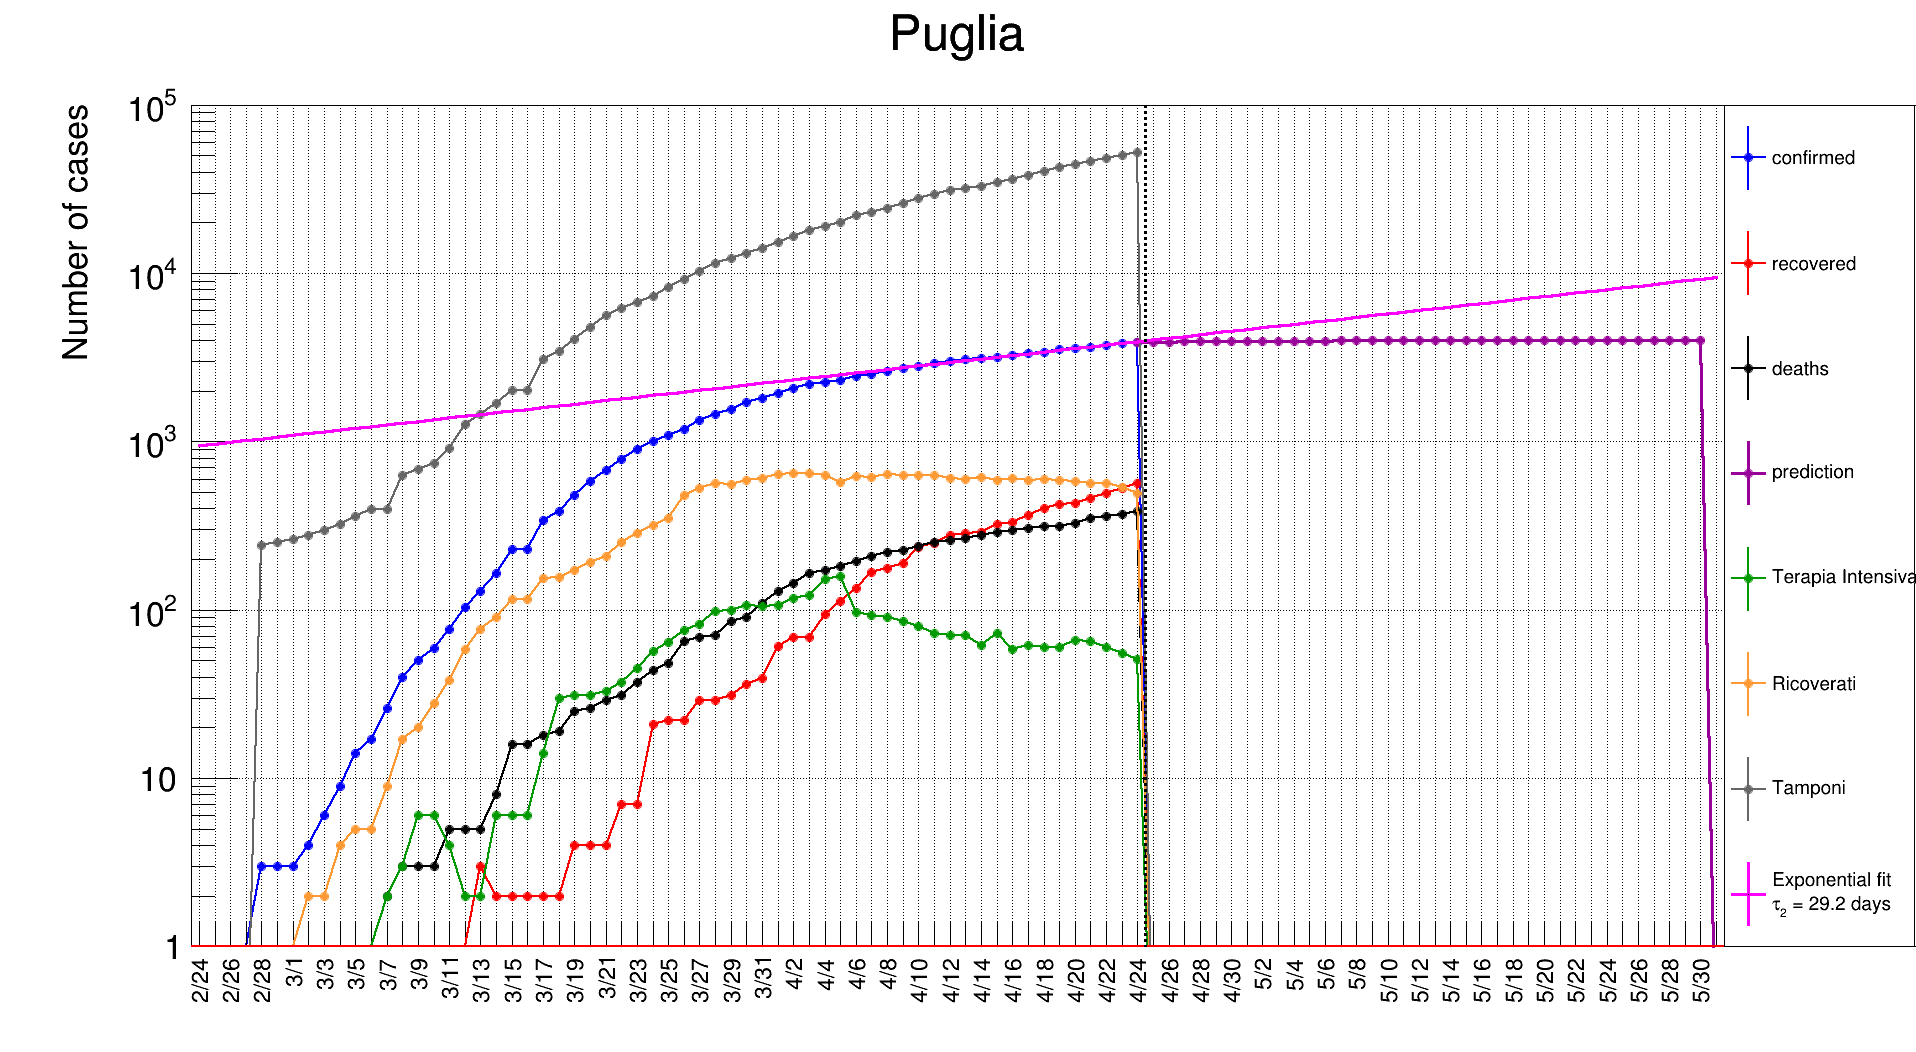 Puglia
Number of cases
10^5
10^4
10^3
10^2
10
1
2/24 2/26 2/28 3/1 3/3 3/5 3/7 3/9 3/11 3/13 3/15 3/17 3/19 3/21 3/23 3/25 3/27 3/29 3/31 4/2 4/4 4/6 4/8 4/10 4/12 4/14 4/16 4/18 4/20 4/22 4/24 4/26 4/28 4/30 5/2 5/4 5/6 5/8 5/10 5/12 5/14 5/16 5/18 5/20 5/22 5/24 5/26 5/28 5/30
confirmed
recovered
deaths
prediction
Terapia Intensiva
Ricoverati
Tamponi
Exponential fit
τ₂ = 29.2 days